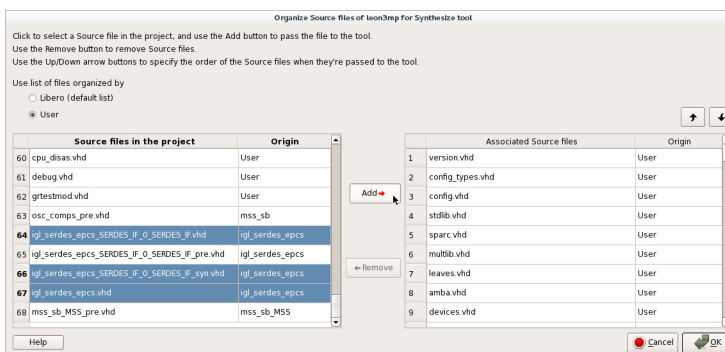 Organize Source files of leon3mp for Synthesize tool
Click to select a Source file in the project, and use the Add button to pass the file to the tool.
Use the Remove button to remove Source files.
Use the Up/Down arrow buttons to specify the order of the Source files when they're passed to the tool.
Use list of files organized by
Libero (default list)
User
Source files in the project Origin
60 cpu_disas.vhd User
61 debug.vhd User
62 grtestmod.vhd User
63 osc_comps_pre.vhd mss_sb
64 igl_serdes_epcs_SERDES_IF_0_SERDES_IF.vhd igl_serdes_epcs
65 igl_serdes_epcs_SERDES_IF_0_SERDES_IF_pre.vhd igl_serdes_epcs
66 igl_serdes_epcs_SERDES_IF_0_SERDES_IF_syn.vhd igl_serdes_epcs
67 igl_serdes_epcs.vhd igl_serdes_epcs
68 mss_sb_MSS_pre.vhd mss_sb_MSS
Add
Remove
Associated Source files Origin
1 version.vhd User
2 config_types.vhd User
3 config.vhd User
4 stdlib.vhd User
5 sparc.vhd User
6 multlib.vhd User
7 leaves.vhd User
8 amba.vhd User
9 devices.vhd User
Help
Cancel
OK